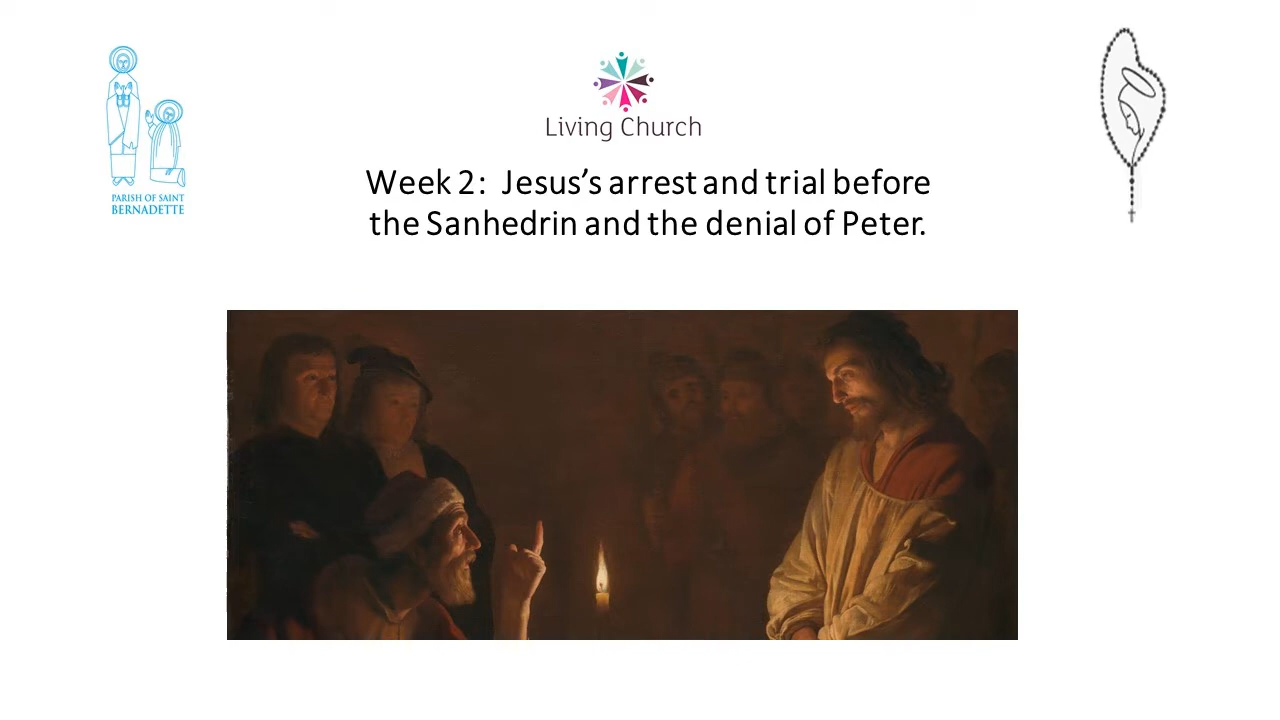 PARISH OF SAINT
BERNADETTE
Living Church
Week 2: Jesus’s arrest and trial before
the Sanhedrin and the denial of Peter.